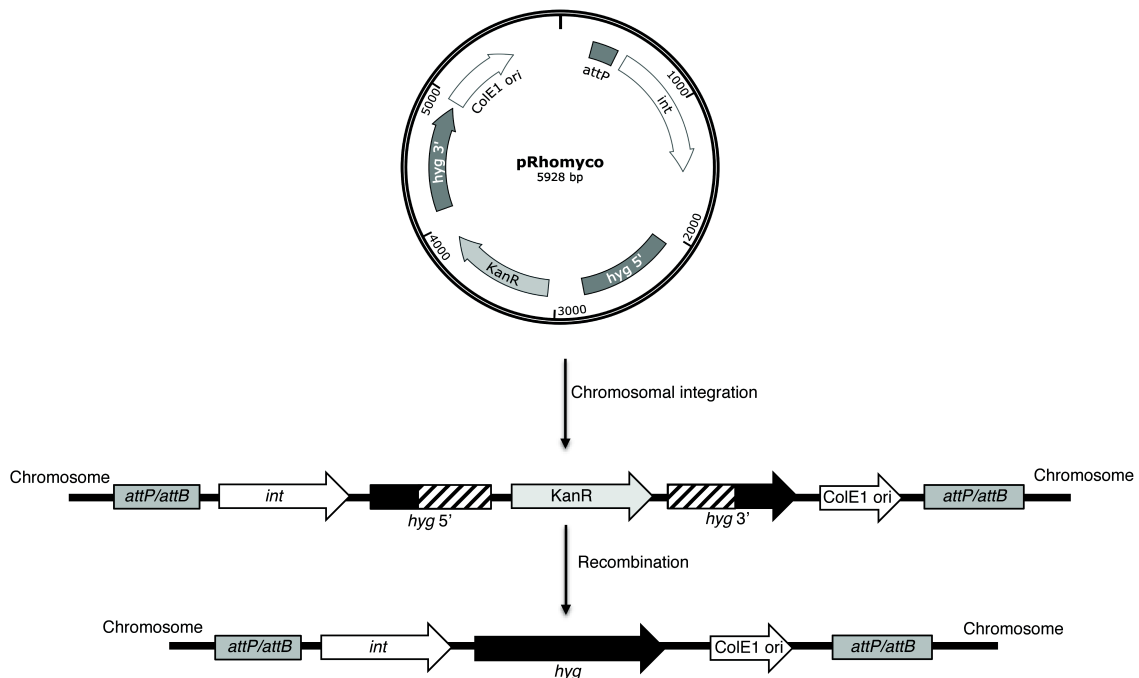 attP
1000
int
2000
hyg 5'
3000
KanR
4000
hyg 3'
5000
ColE1 ori
pRhomyco
5928 bp
Chromosomal integration
Chromosome
attP/attB
int
hyg 5’
KanR
hyg 3’
ColE1 ori
attP/attB
Chromosome
Recombination
Chromosome
attP/attB
int
hyg
ColE1 ori
attP/attB
Chromosome